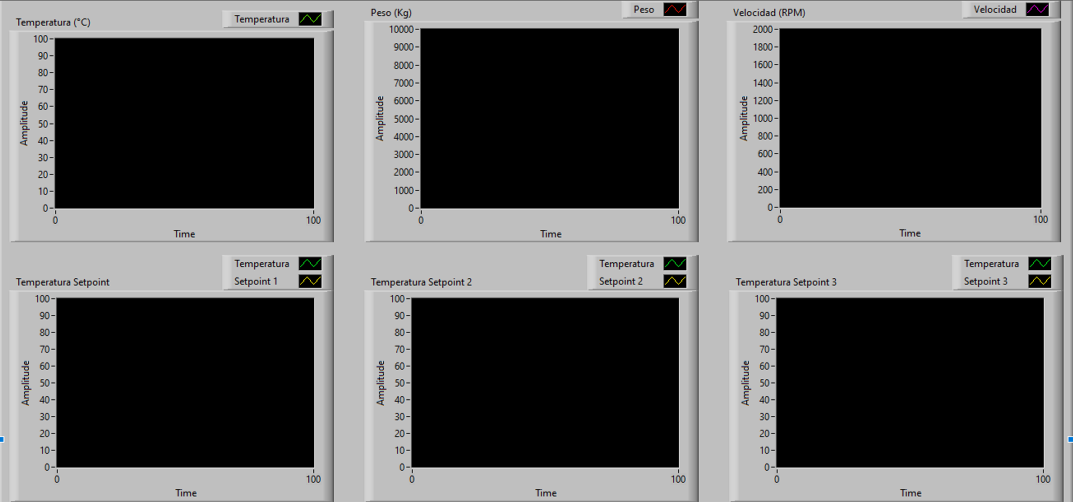 Temperatura (°C)
Temperatura
100
90
80
70
60
50
40
30
20
10
0
Amplitude
0
100
Time
Peso (Kg)
Peso
10000
9000
8000
7000
6000
5000
4000
3000
2000
1000
0
Amplitude
0
100
Time
Velocidad (RPM)
Velocidad
2000
1800
1600
1400
1200
1000
800
600
400
200
0
Amplitude
0
100
Time
Temperatura Setpoint
Temperatura
Setpoint 1
100
90
80
70
60
50
40
30
20
10
0
Amplitude
0
100
Time
Temperatura Setpoint 2
Temperatura
Setpoint 2
100
90
80
70
60
50
40
30
20
10
0
Amplitude
0
100
Time
Temperatura Setpoint 3
Temperatura
Setpoint 3
100
90
80
70
60
50
40
30
20
10
0
Amplitude
0
100
Time